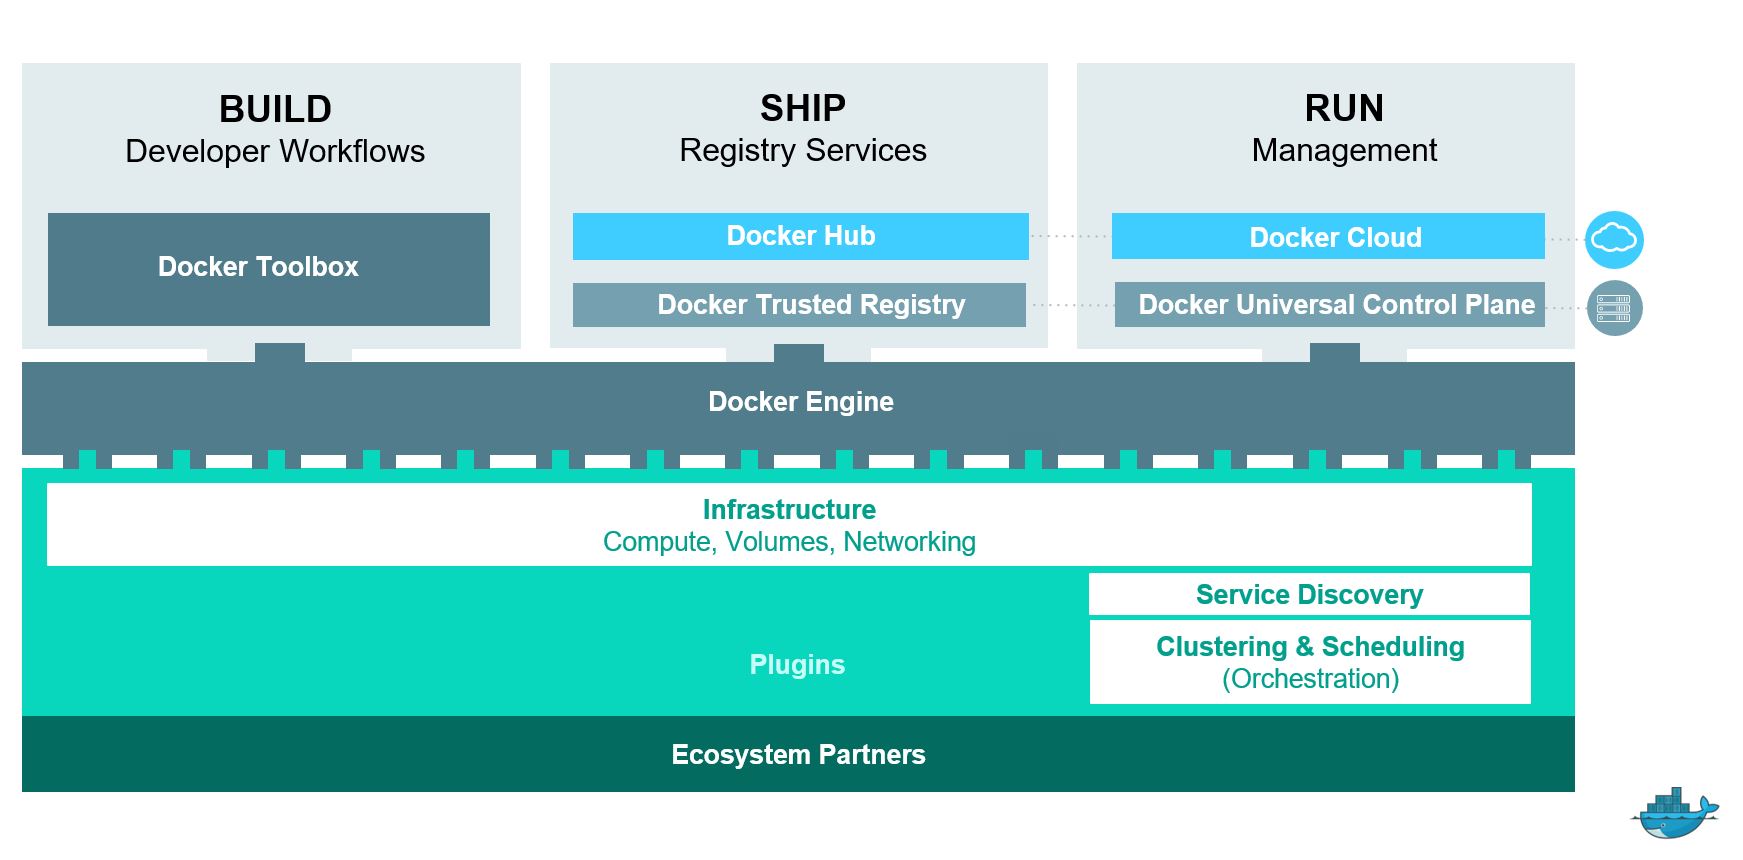 BUILD
Developer Workflows
Docker Toolbox
SHIP
Registry Services
Docker Hub
Docker Trusted Registry
RUN
Management
Docker Cloud
Docker Universal Control Plane
Docker Engine
Infrastructure
Compute, Volumes, Networking
Service Discovery
Plugins
Clustering & Scheduling
(Orchestration)
Ecosystem Partners